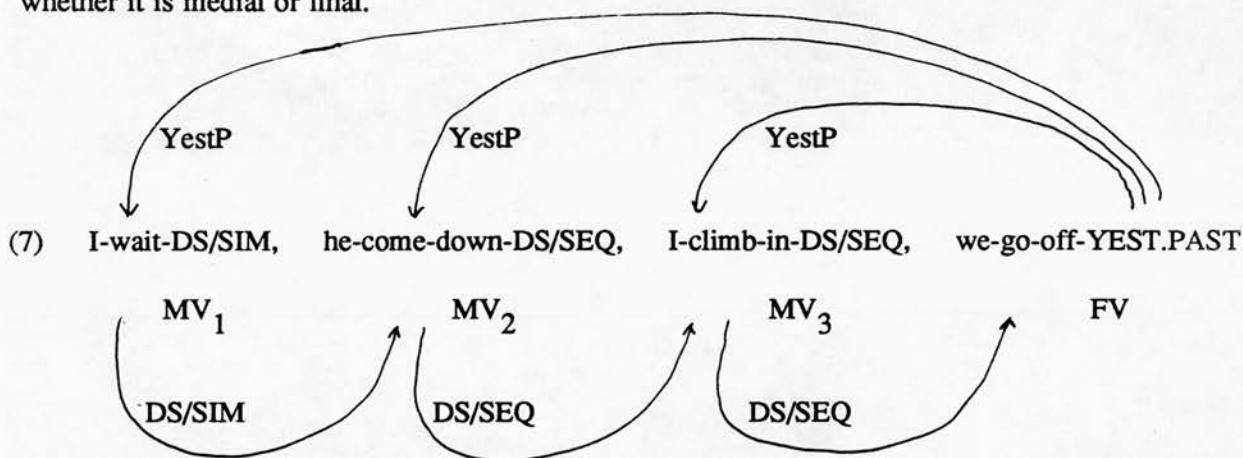 whether it is medial or final.
YestP YestP YestP
(7) I-wait-DS/SIM, he-come-down-DS/SEQ, I-climb-in-DS/SEQ, we-go-off-YEST.PAST
MV1 MV2 MV3 FV
DS/SIM DS/SEQ DS/SEQ